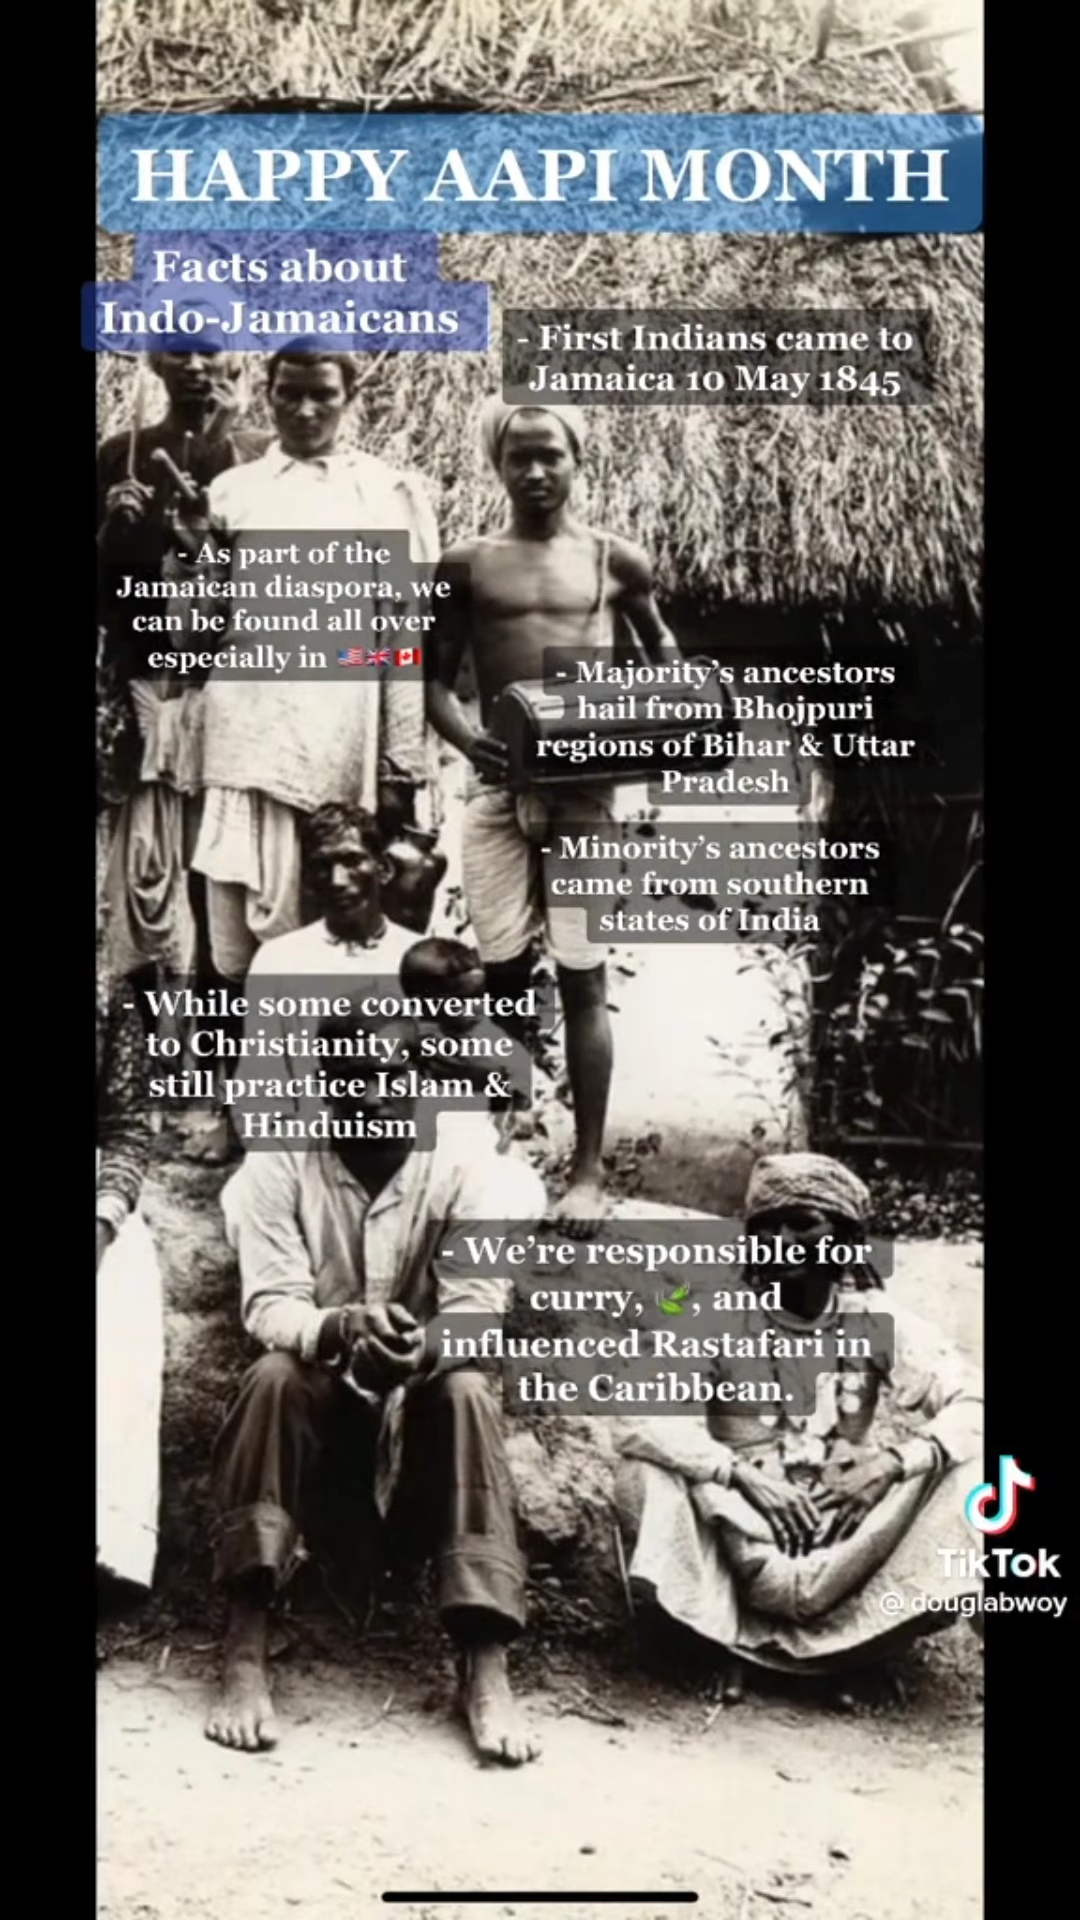 HAPPY AAPI MONTH
Facts about
Indo-Jamaicans
- First Indians came to
Jamaica 10 May 1845
- As part of the
Jamaican diaspora, we
can be found all over
especially in 🇺🇸🇬🇧🇨🇦
- Majority’s ancestors
hail from Bhojpuri
regions of Bihar & Uttar
Pradesh
- Minority’s ancestors
came from southern
states of India
- While some converted
to Christianity, some
still practice Islam &
Hinduism
- We’re responsible for
curry, 🌿, and
influenced Rastafari in
the Caribbean.
TikTok
@douglabwoy